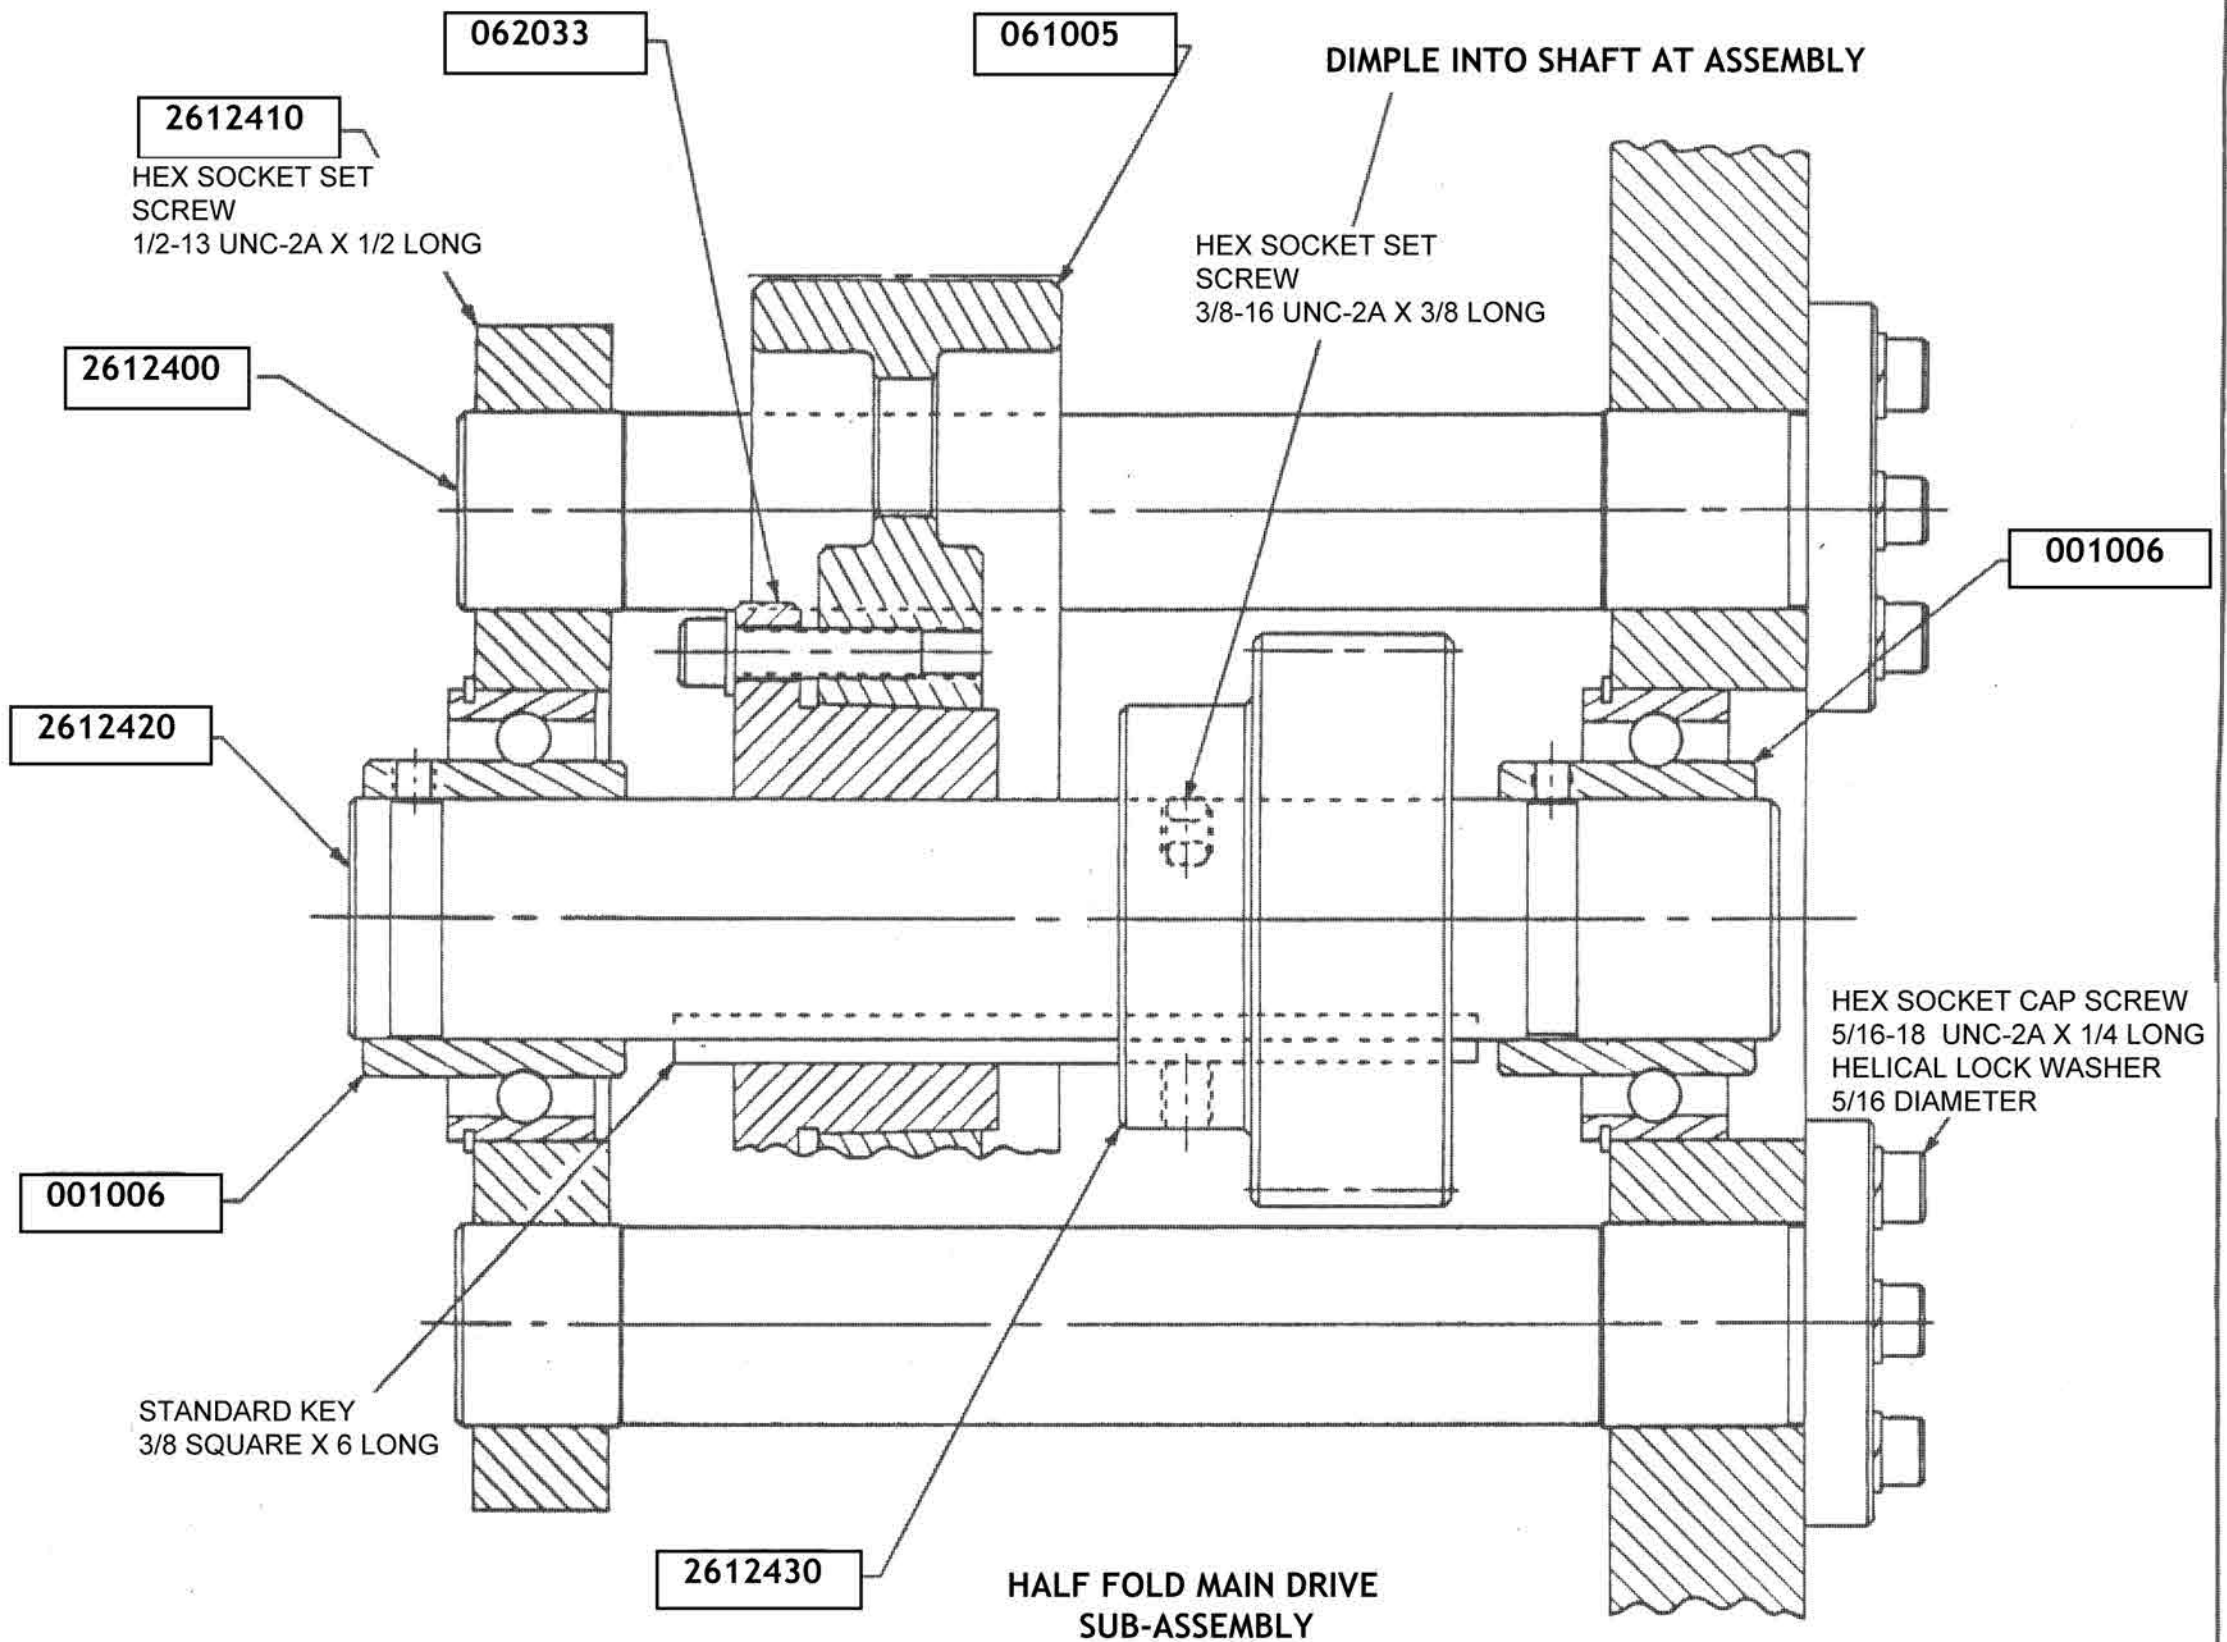 062033
061005
DIMPLE INTO SHAFT AT ASSEMBLY
2612410
HEX SOCKET SET
SCREW
1/2-13 UNC-2A X 1/2 LONG
HEX SOCKET SET
SCREW
3/8-16 UNC-2A X 3/8 LONG
2612400
001006
2612420
HEX SOCKET CAP SCREW
5/16-18 UNC-2A X 1/4 LONG
HELICAL LOCK WASHER
5/16 DIAMETER
001006
STANDARD KEY
3/8 SQUARE X 6 LONG
2612430
HALF FOLD MAIN DRIVE
SUB-ASSEMBLY